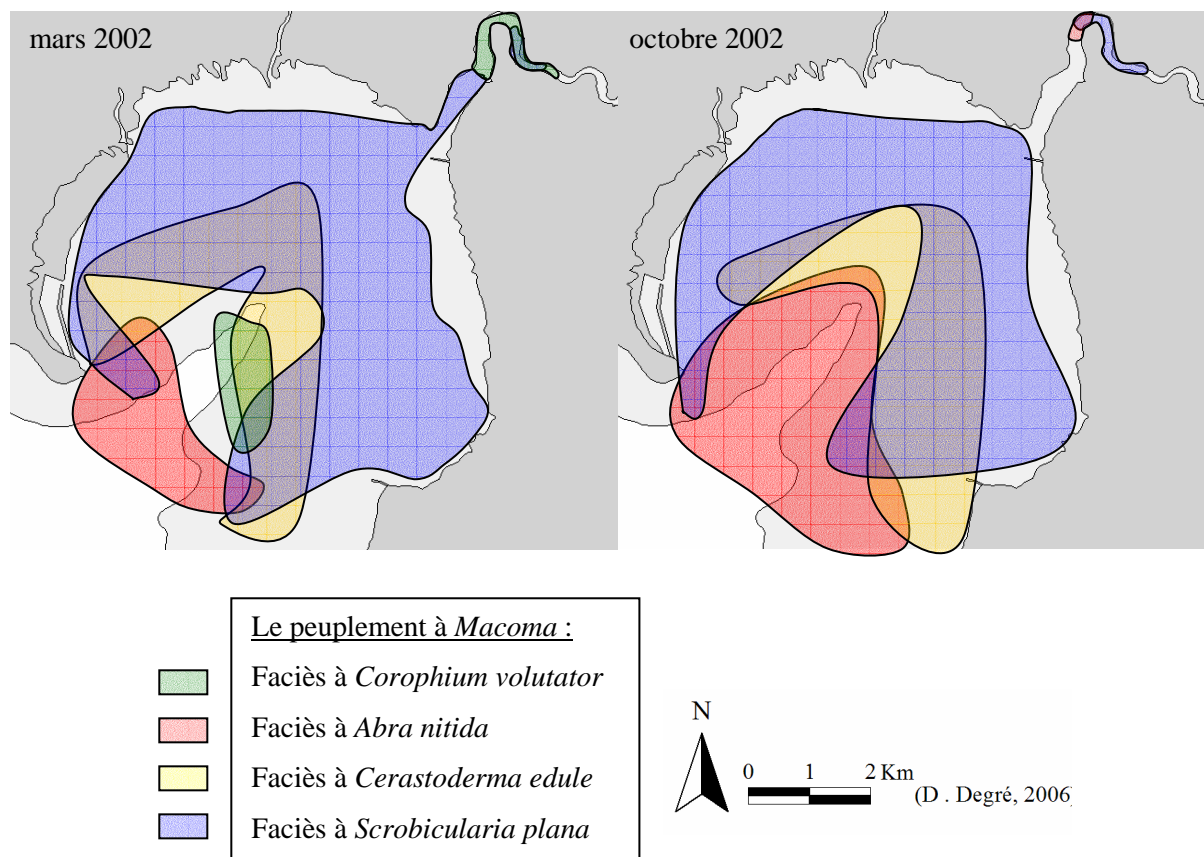 mars 2002
octobre 2002
Le peuplement à Macoma :
Faciès à Corophium volutator
Faciès à Abra nitida
Faciès à Cerastoderma edule
Faciès à Scrobicularia plana
N
0 1 2 Km
(D . Degré, 2006)